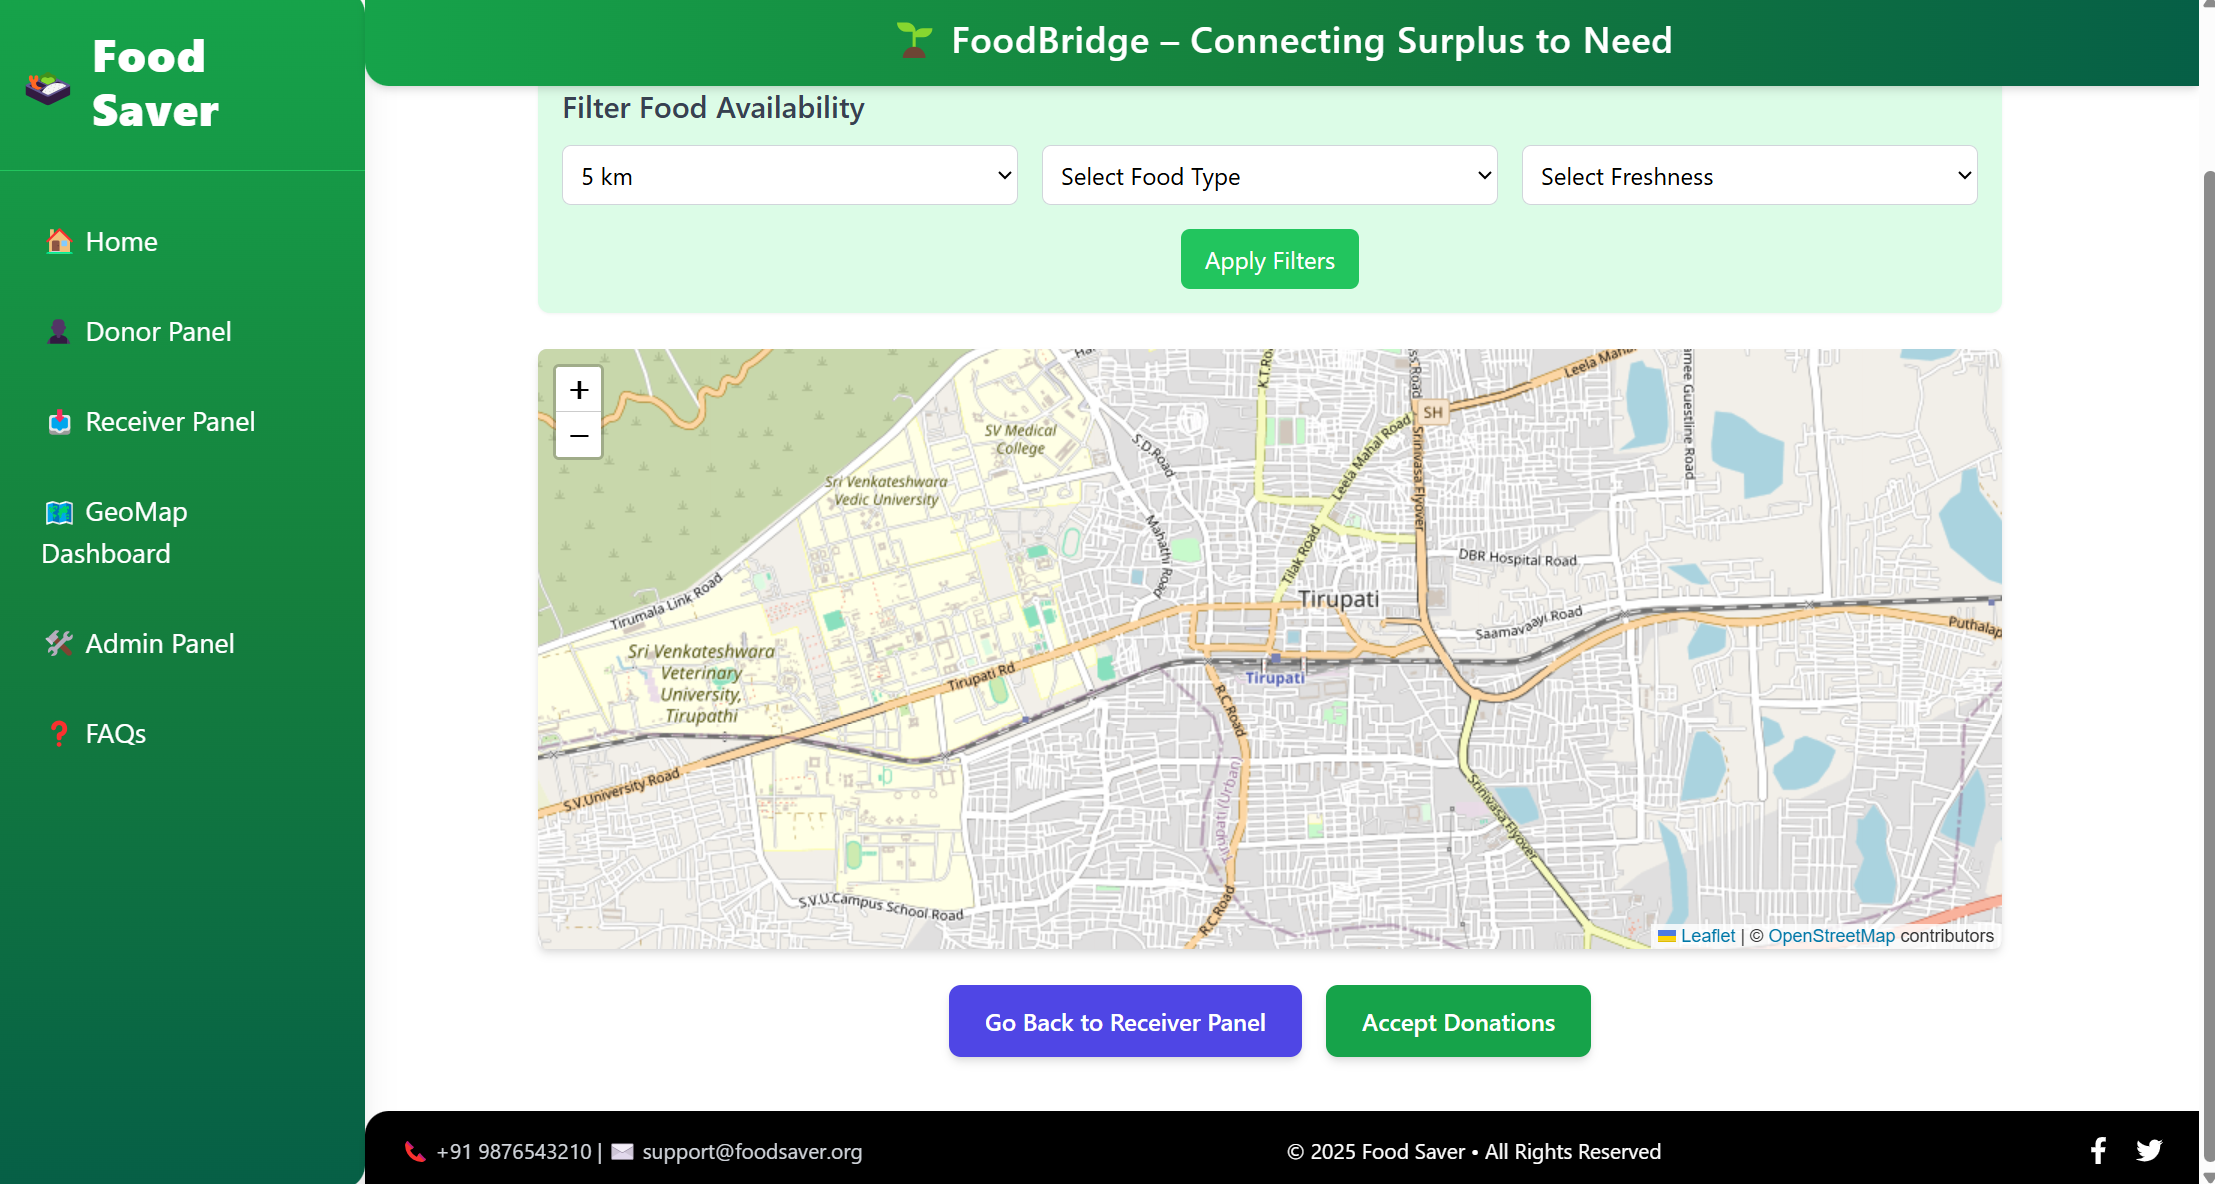 Food
Saver
🏠 Home
👤 Donor Panel
📥 Receiver Panel
🗺️ GeoMap
Dashboard
🛠️ Admin Panel
❓ FAQs
🌱 FoodBridge – Connecting Surplus to Need
Filter Food Availability
5 km
Select Food Type
Select Freshness
Apply Filters
+
−
SV Medical
College
Sri Venkateshwara
Vedic University
S.D.Road
K.T.Ro
Leela Mahal Road
Leela Maha
SH
ss Road
Srinivasa Flyover
amee Guestline Road
Mahathi Road
Tilak Road
DBR Hospital Road
Tirumala Link Road
Tirupati
Saamavaayi Road
Puthalap
Sri Venkateshwara
Veterinary
University,
Tirupathi
Tirupati Rd
Tirupati
R.C.Road
S.V.University Road
Tirupati (Urban)
Srinivasa Flyover
S.V.U.Campus School Road
R.C.Road
Leaflet | © OpenStreetMap contributors
Go Back to Receiver Panel
Accept Donations
📞 +91 9876543210 | ✉️ support@foodsaver.org
© 2025 Food Saver • All Rights Reserved